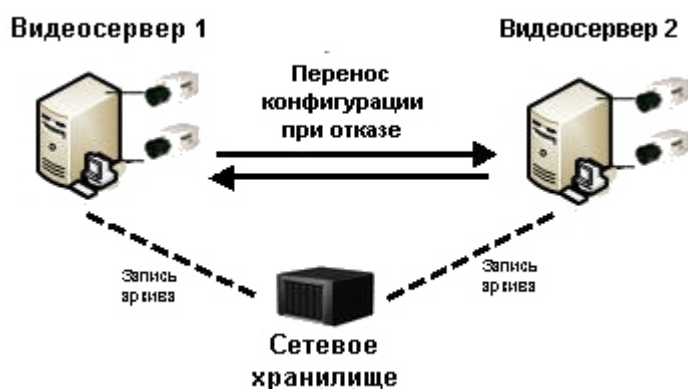 Видеосервер 1
Видеосервер 2
Перенос
конфигурации
при отказе
Запись
архива
Запись
архива
Сетевое
хранилище